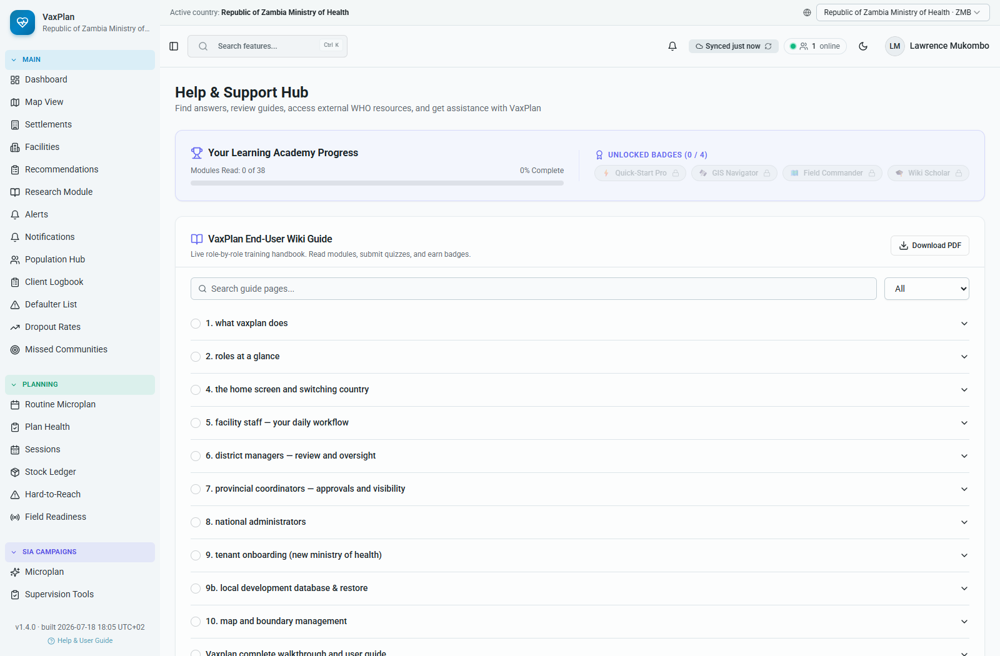 VaxPlan
Republic of Zambia Ministry of...
MAIN
Dashboard
Map View
Settlements
Facilities
Recommendations
Research Module
Alerts
Notifications
Population Hub
Client Logbook
Defaulter List
Dropout Rates
Missed Communities
PLANNING
Routine Microplan
Plan Health
Sessions
Stock Ledger
Hard-to-Reach
Field Readiness
SIA CAMPAIGNS
Microplan
Supervision Tools
v1.4.0 · built 2026-07-18 18:05 UTC+02
Help & User Guide
Active country: Republic of Zambia Ministry of Health
Republic of Zambia Ministry of Health · ZMB
Search features...
Ctrl K
Synced just now
1 online
LM
Lawrence Mukombo
Help & Support Hub
Find answers, review guides, access external WHO resources, and get assistance with VaxPlan
Your Learning Academy Progress
Modules Read: 0 of 38
0% Complete
UNLOCKED BADGES (0 / 4)
Quick-Start Pro
GIS Navigator
Field Commander
Wiki Scholar
VaxPlan End-User Wiki Guide
Live role-by-role training handbook. Read modules, submit quizzes, and earn badges.
Download PDF
Search guide pages...
All
1. what vaxplan does
2. roles at a glance
4. the home screen and switching country
5. facility staff — your daily workflow
6. district managers — review and oversight
7. provincial coordinators — approvals and visibility
8. national administrators
9. tenant onboarding (new ministry of health)
9b. local development database & restore
10. map and boundary management
Vaxplan complete walkthrough and user guide